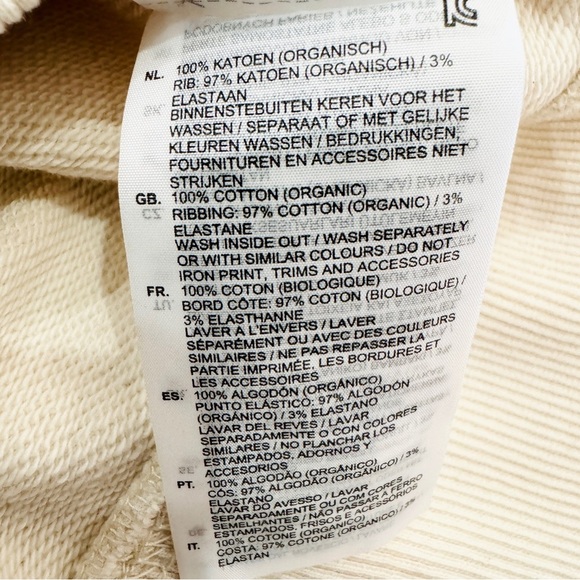 NL. 100% KATOEN (ORGANISCH)
RIB: 97% KATOEN (ORGANISCH) / 3%
ELASTAAN
BINNENSTEBUITEN KEREN VOOR HET
WASSEN / SEPARAAT OF MET GELIJKE
KLEUREN WASSEN / BEDRUKKINGEN,
FOURNITUREN EN ACCESSOIRES NIET
STRIJKEN
GB. 100% COTTON (ORGANIC)
RIBBING: 97% COTTON (ORGANIC) / 3%
ELASTANE
WASH INSIDE OUT / WASH SEPARATELY
OR WITH SIMILAR COLOURS / DO NOT
IRON PRINT, TRIMS AND ACCESSORIES
FR. 100% COTON (BIOLOGIQUE)
BORD CÔTE: 97% COTON (BIOLOGIQUE) /
3% ELASTHANNE
LAVER A L'ENVERS / LAVER
SÉPARÉMENT OU AVEC DES COULEURS
SIMILAIRES / NE PAS REPASSER LA
PARTIE IMPRIMÉE, LES BORDURES ET
LES ACCESSOIRES
ES. 100% ALGODÓN (ORGÁNICO)
PUNTO ELÁSTICO: 97% ALGODÓN
(ORGÁNICO) / 3% ELASTANO
LAVAR DEL REVES / LAVAR
SEPARADAMENTE O CON COLORES
SIMILARES / NO PLANCHAR LOS
ESTAMPADOS, ADORNOS Y
ACCESORIOS
PT. 100% ALGODÃO (ORGÂNICO)
CÓS: 97% ALGODÃO (ORGÂNICO) / 3%
ELASTANO
LAVAR DO AVESSO / LAVAR
SEPARADAMENTE OU COM CORES
SEMELHANTES / NÃO PASSAR A FERRO
ESTAMPADOS, FRISOS E ACESSÓRIOS
IT. 100% COTONE (ORGANICO)
COSTA: 97% COTONE (ORGANICO) / 3%
ELASTAN